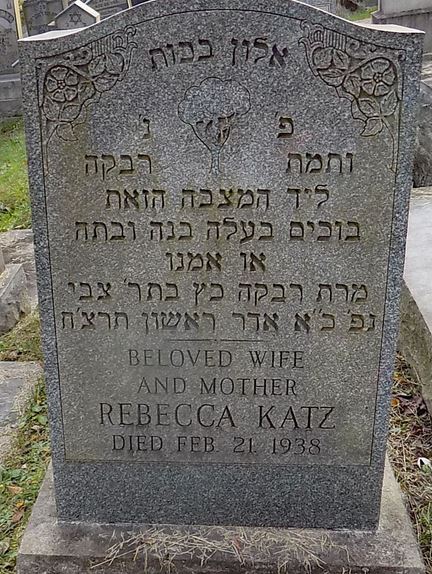 אלון בכות
פ' נ'
ותמת רבקה
ליד המצבה הזאת
בוכים בעלה בנה ובתה
או אמנו
מרת רבקה כץ בתר' צבי
נפ' כ"א אדר ראשון תרצ"ח
BELOVED WIFE
AND MOTHER
REBECCA KATZ
DIED FEB. 21, 1938